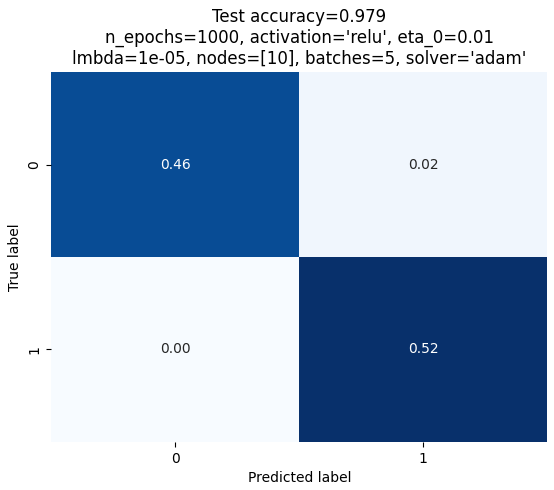 Test accuracy=0.979
n_epochs=1000, activation='relu', eta_0=0.01
lmbda=1e-05, nodes=[10], batches=5, solver='adam'
0.46
0.02
0
True label
0.00
0.52
1
0
1
Predicted label